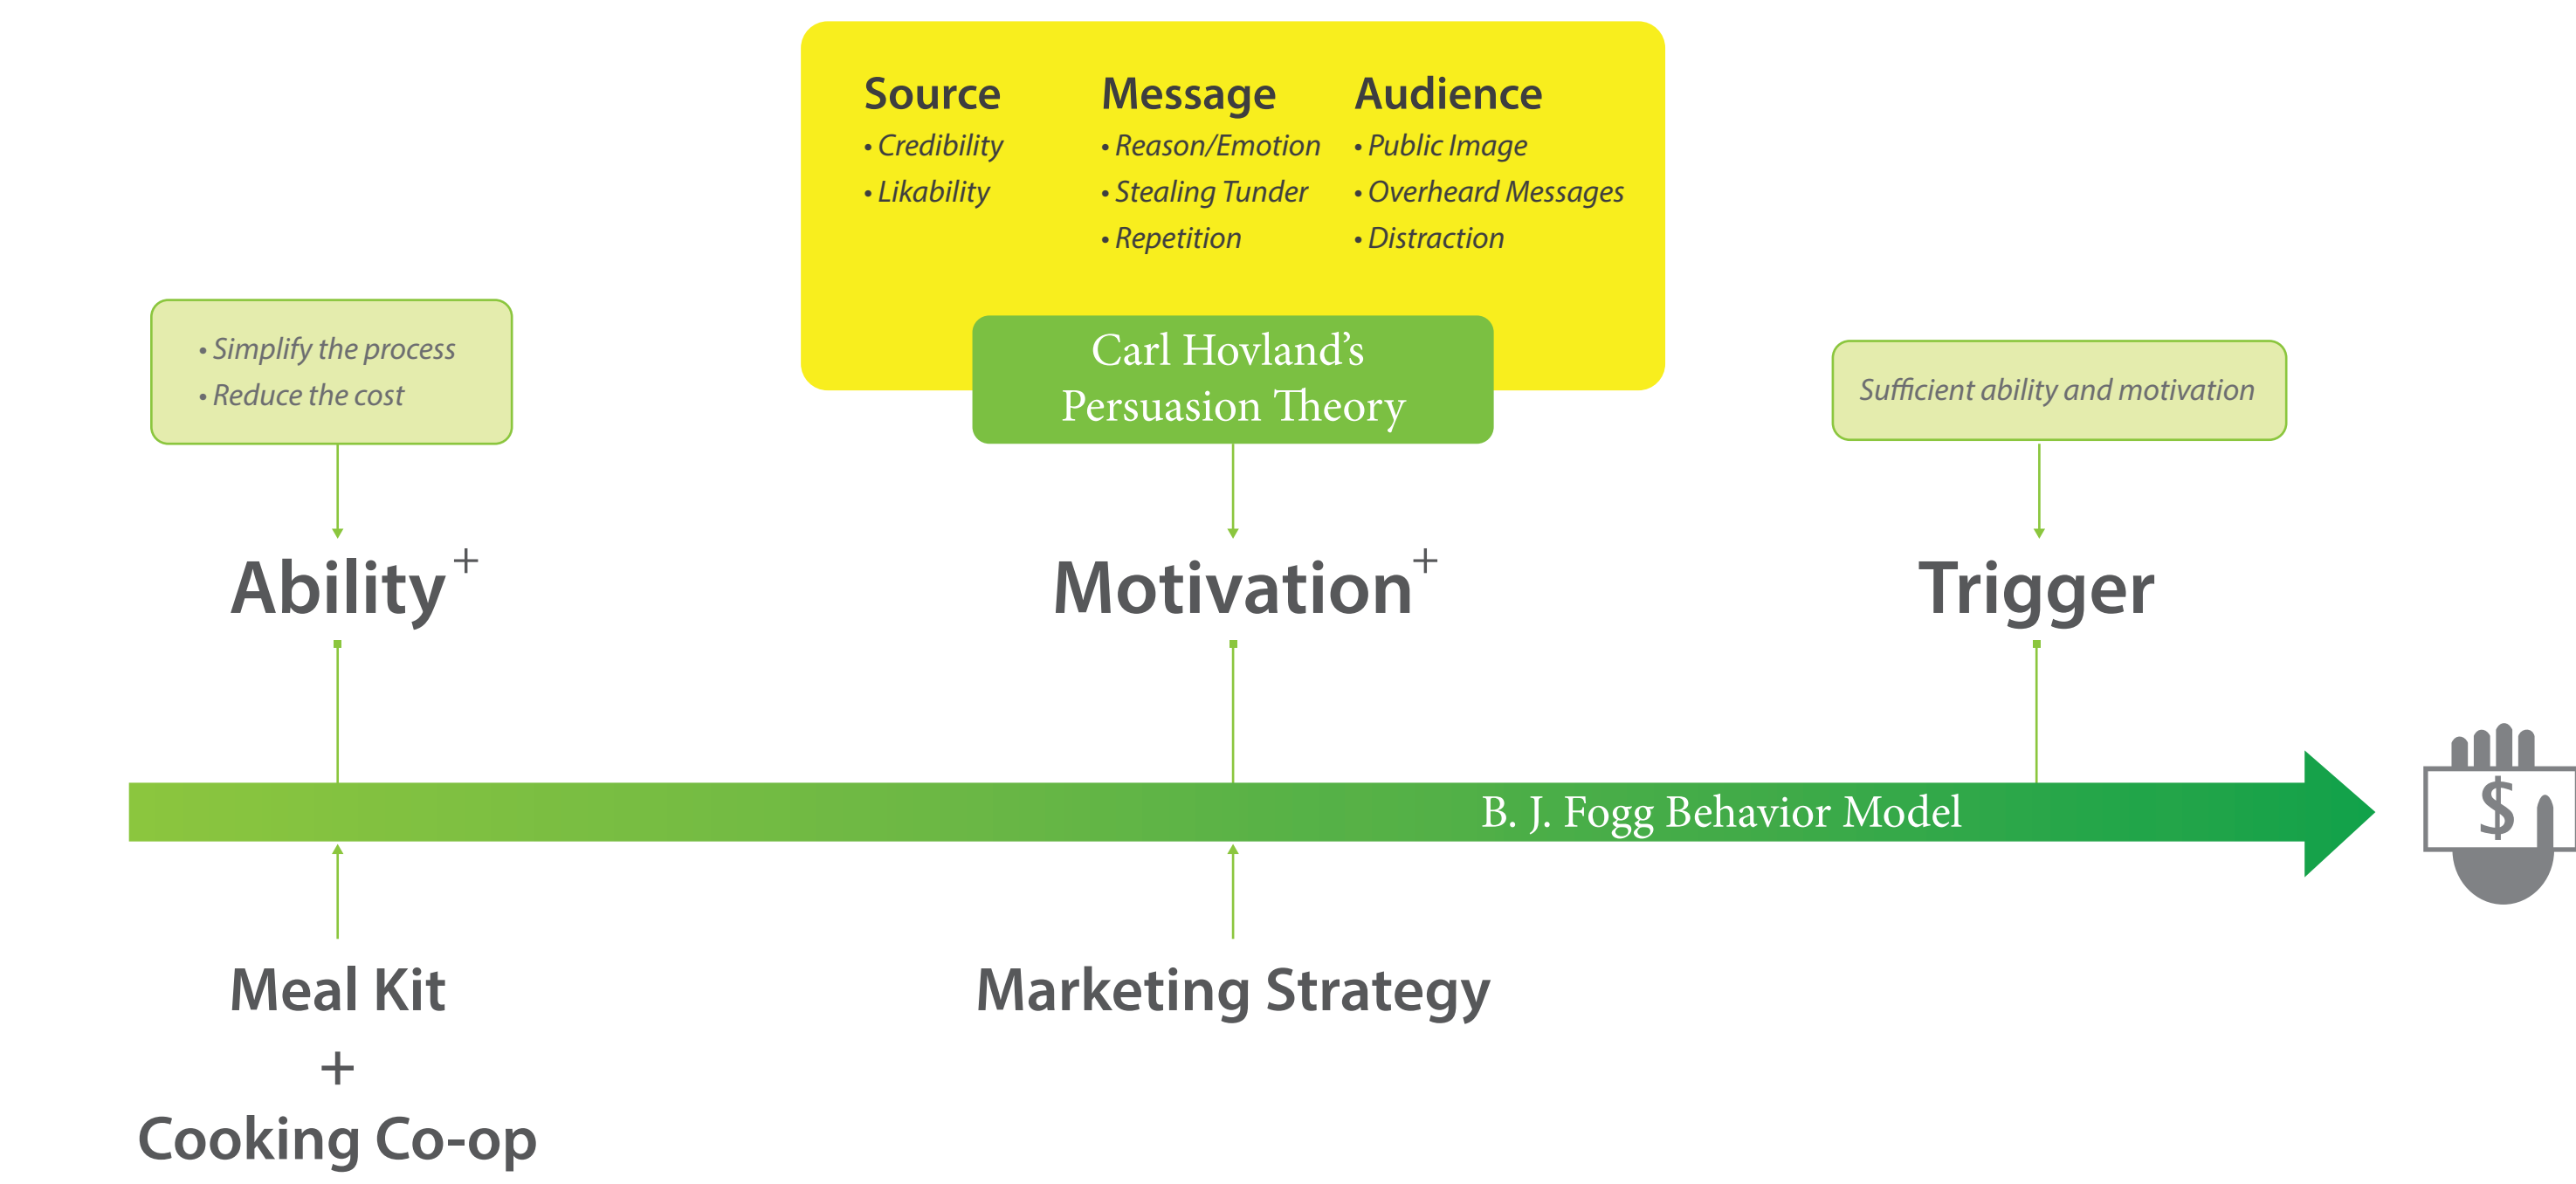 Source
• Credibility
• Likability
Message
• Reason/Emotion
• Stealing Tunder
• Repetition
Audience
• Public Image
• Overheard Messages
• Distraction
• Simplify the process
• Reduce the cost
Carl Hovland’s
Persuasion Theory
Sufficient ability and motivation
Ability+
Motivation+
Trigger
B. J. Fogg Behavior Model
$
Meal Kit
+
Cooking Co-op
Marketing Strategy